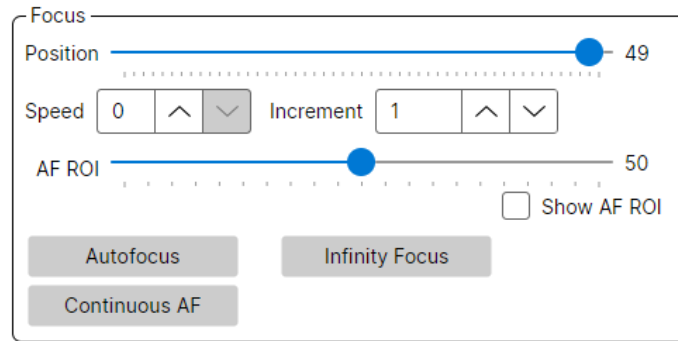 Focus
Position 49
Speed 0 Increment 1
AF ROI 50
Show AF ROI
Autofocus Infinity Focus
Continuous AF